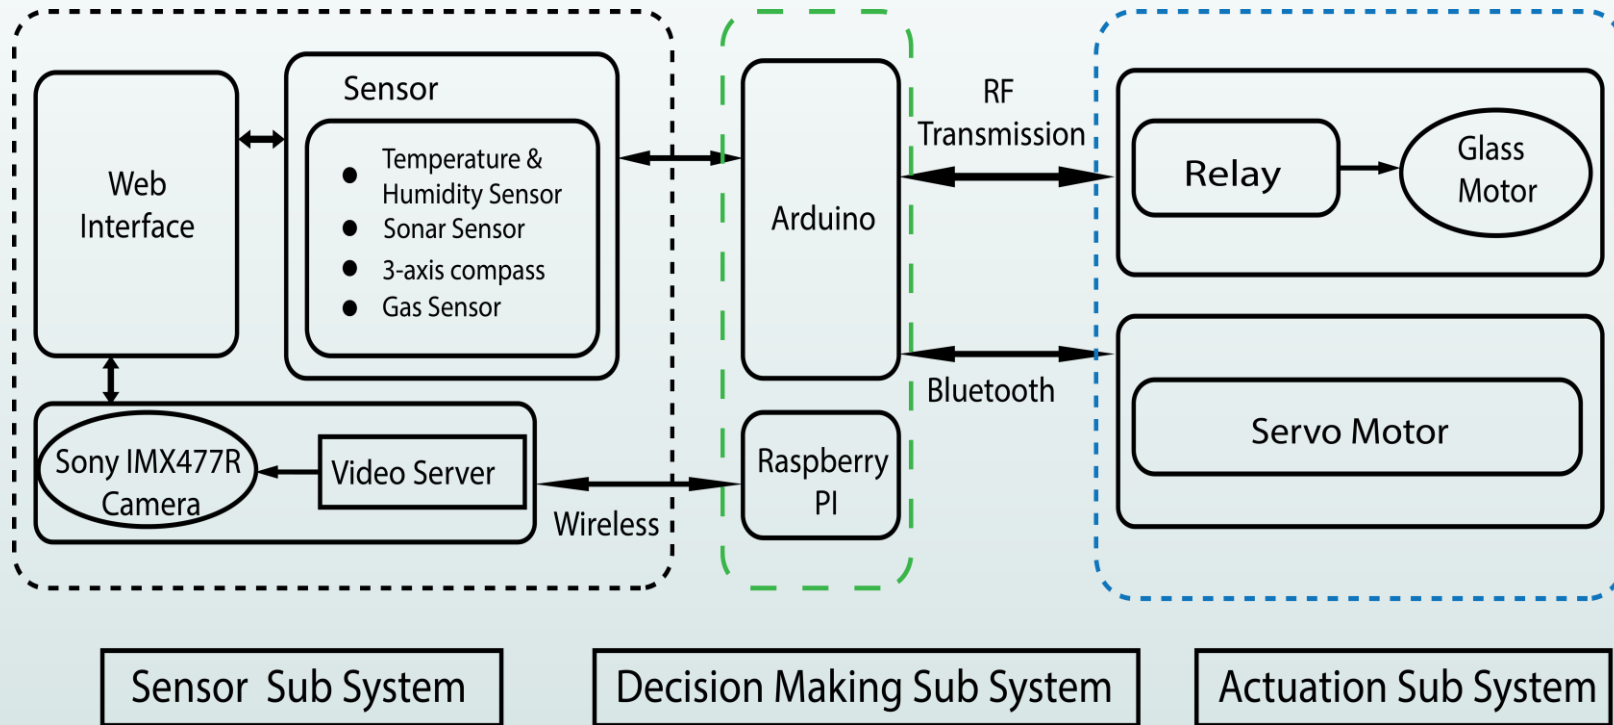 Web
Interface
Sensor
Temperature &
Humidity Sensor
Sonar Sensor
3-axis compass
Gas Sensor
Sony IMX477R
Camera
Video Server
Wireless
Arduino
Raspberry
PI
RF
Transmission
Bluetooth
Relay
Glass
Motor
Servo Motor
Sensor Sub System
Decision Making Sub System
Actuation Sub System